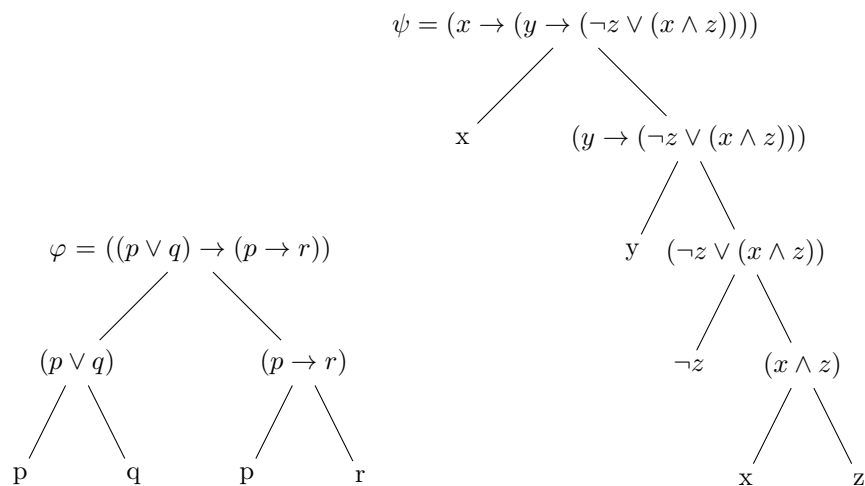 ψ = (x → (y → (¬z ∨ (x ∧ z))))
x (y → (¬z ∨ (x ∧ z)))
φ = ((p ∨ q) → (p → r)) y (¬z ∨ (x ∧ z))
(p ∨ q) (p → r) ¬z (x ∧ z)
p q p r x z